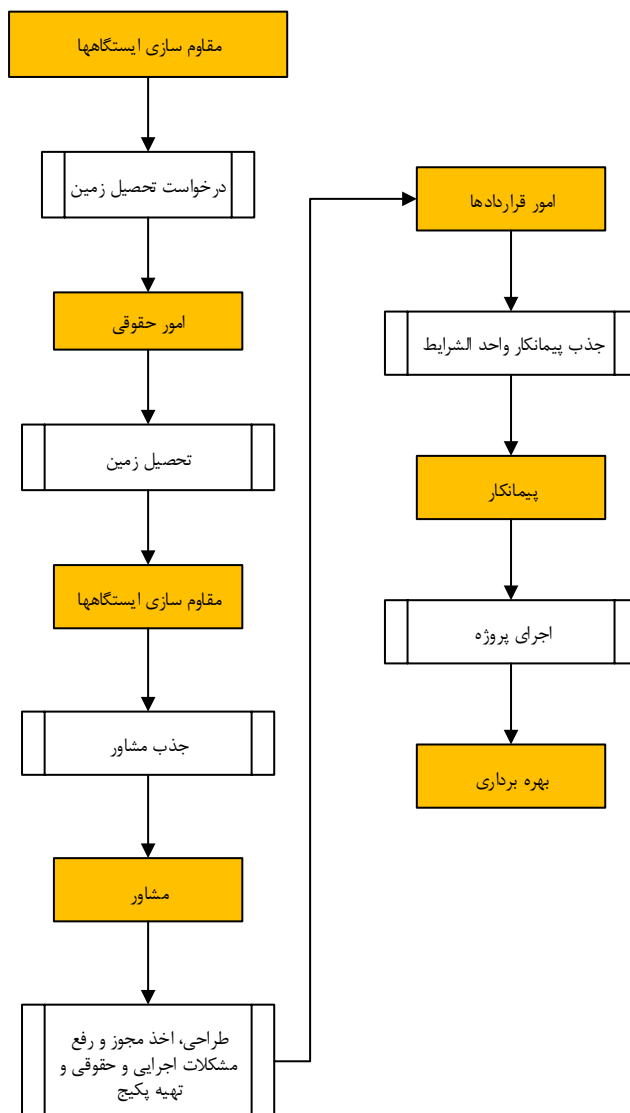 مقاوم سازی ایستگاهها
درخواست تحصیل زمین
امور حقوقی
تحصیل زمین
مقاوم سازی ایستگاهها
جذب مشاور
مشاور
طراحی، اخذ مجوز و رفع
مشکلات اجرایی و حقوقی و
تهیه پکیج
امور قراردادها
جذب پیمانکار واحد الشرایط
پیمانکار
اجرای پروژه
بهره برداری